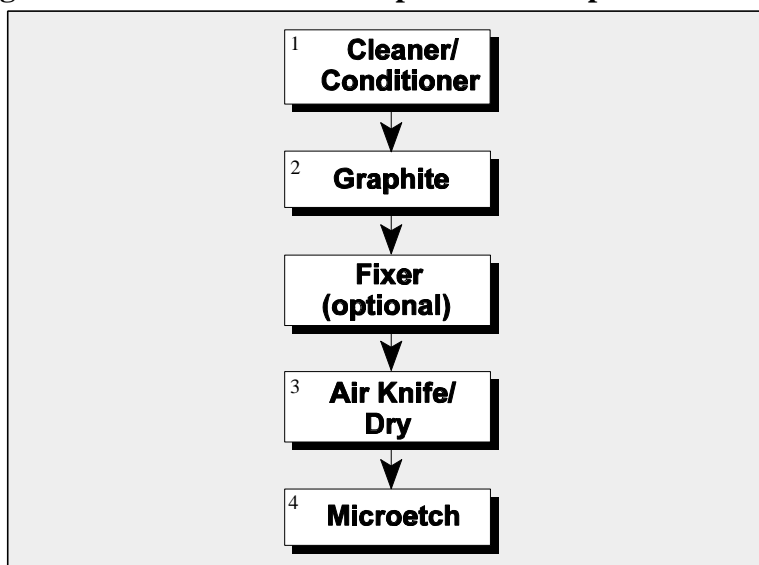 1 Cleaner/
Conditioner
2 Graphite
Fixer
(optional)
3 Air Knife/
Dry
4 Microetch